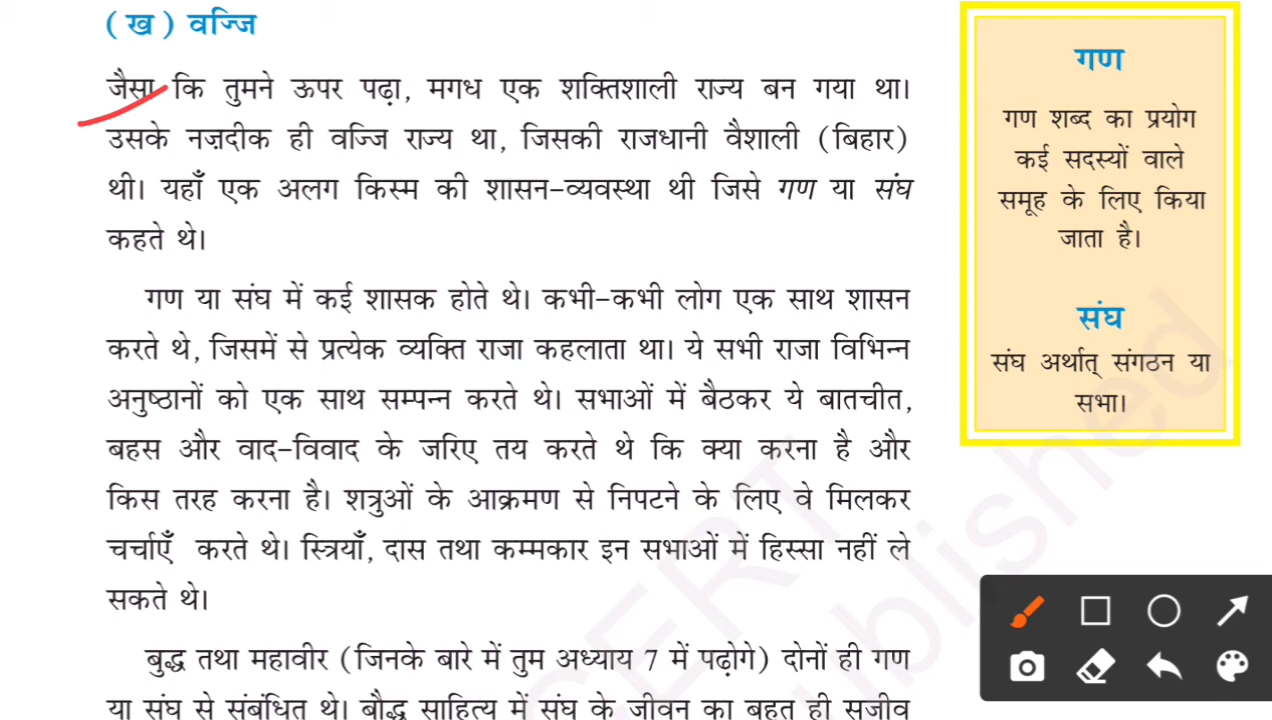 (ख) वज्जि
जैसा कि तुमने ऊपर पढ़ा, मगध एक शक्तिशाली राज्य बन गया था।
उसके नज़दीक ही वज्जि राज्य था, जिसकी राजधानी वैशाली (बिहार)
थी। यहाँ एक अलग किस्म की शासन-व्यवस्था थी जिसे गण या संघ
कहते थे।
गण या संघ में कई शासक होते थे। कभी-कभी लोग एक साथ शासन
करते थे, जिसमें से प्रत्येक व्यक्ति राजा कहलाता था। ये सभी राजा विभिन्न
अनुष्ठानों को एक साथ सम्पन्न करते थे। सभाओं में बैठकर ये बातचीत,
बहस और वाद-विवाद के जरिए तय करते थे कि क्या करना है और
किस तरह करना है। शत्रुओं के आक्रमण से निपटने के लिए वे मिलकर
चर्चाएँ करते थे। स्त्रियाँ, दास तथा कम्मकार इन सभाओं में हिस्सा नहीं ले
सकते थे।
बुद्ध तथा महावीर (जिनके बारे में तुम अध्याय 7 में पढ़ोगे) दोनों ही गण
या संघ से संबंधित थे। बौद्ध साहित्य में संघ के जीवन का बहुत ही सजीव
गण
गण शब्द का प्रयोग
कई सदस्यों वाले
समूह के लिए किया
जाता है।
संघ
संघ अर्थात् संगठन या
सभा।